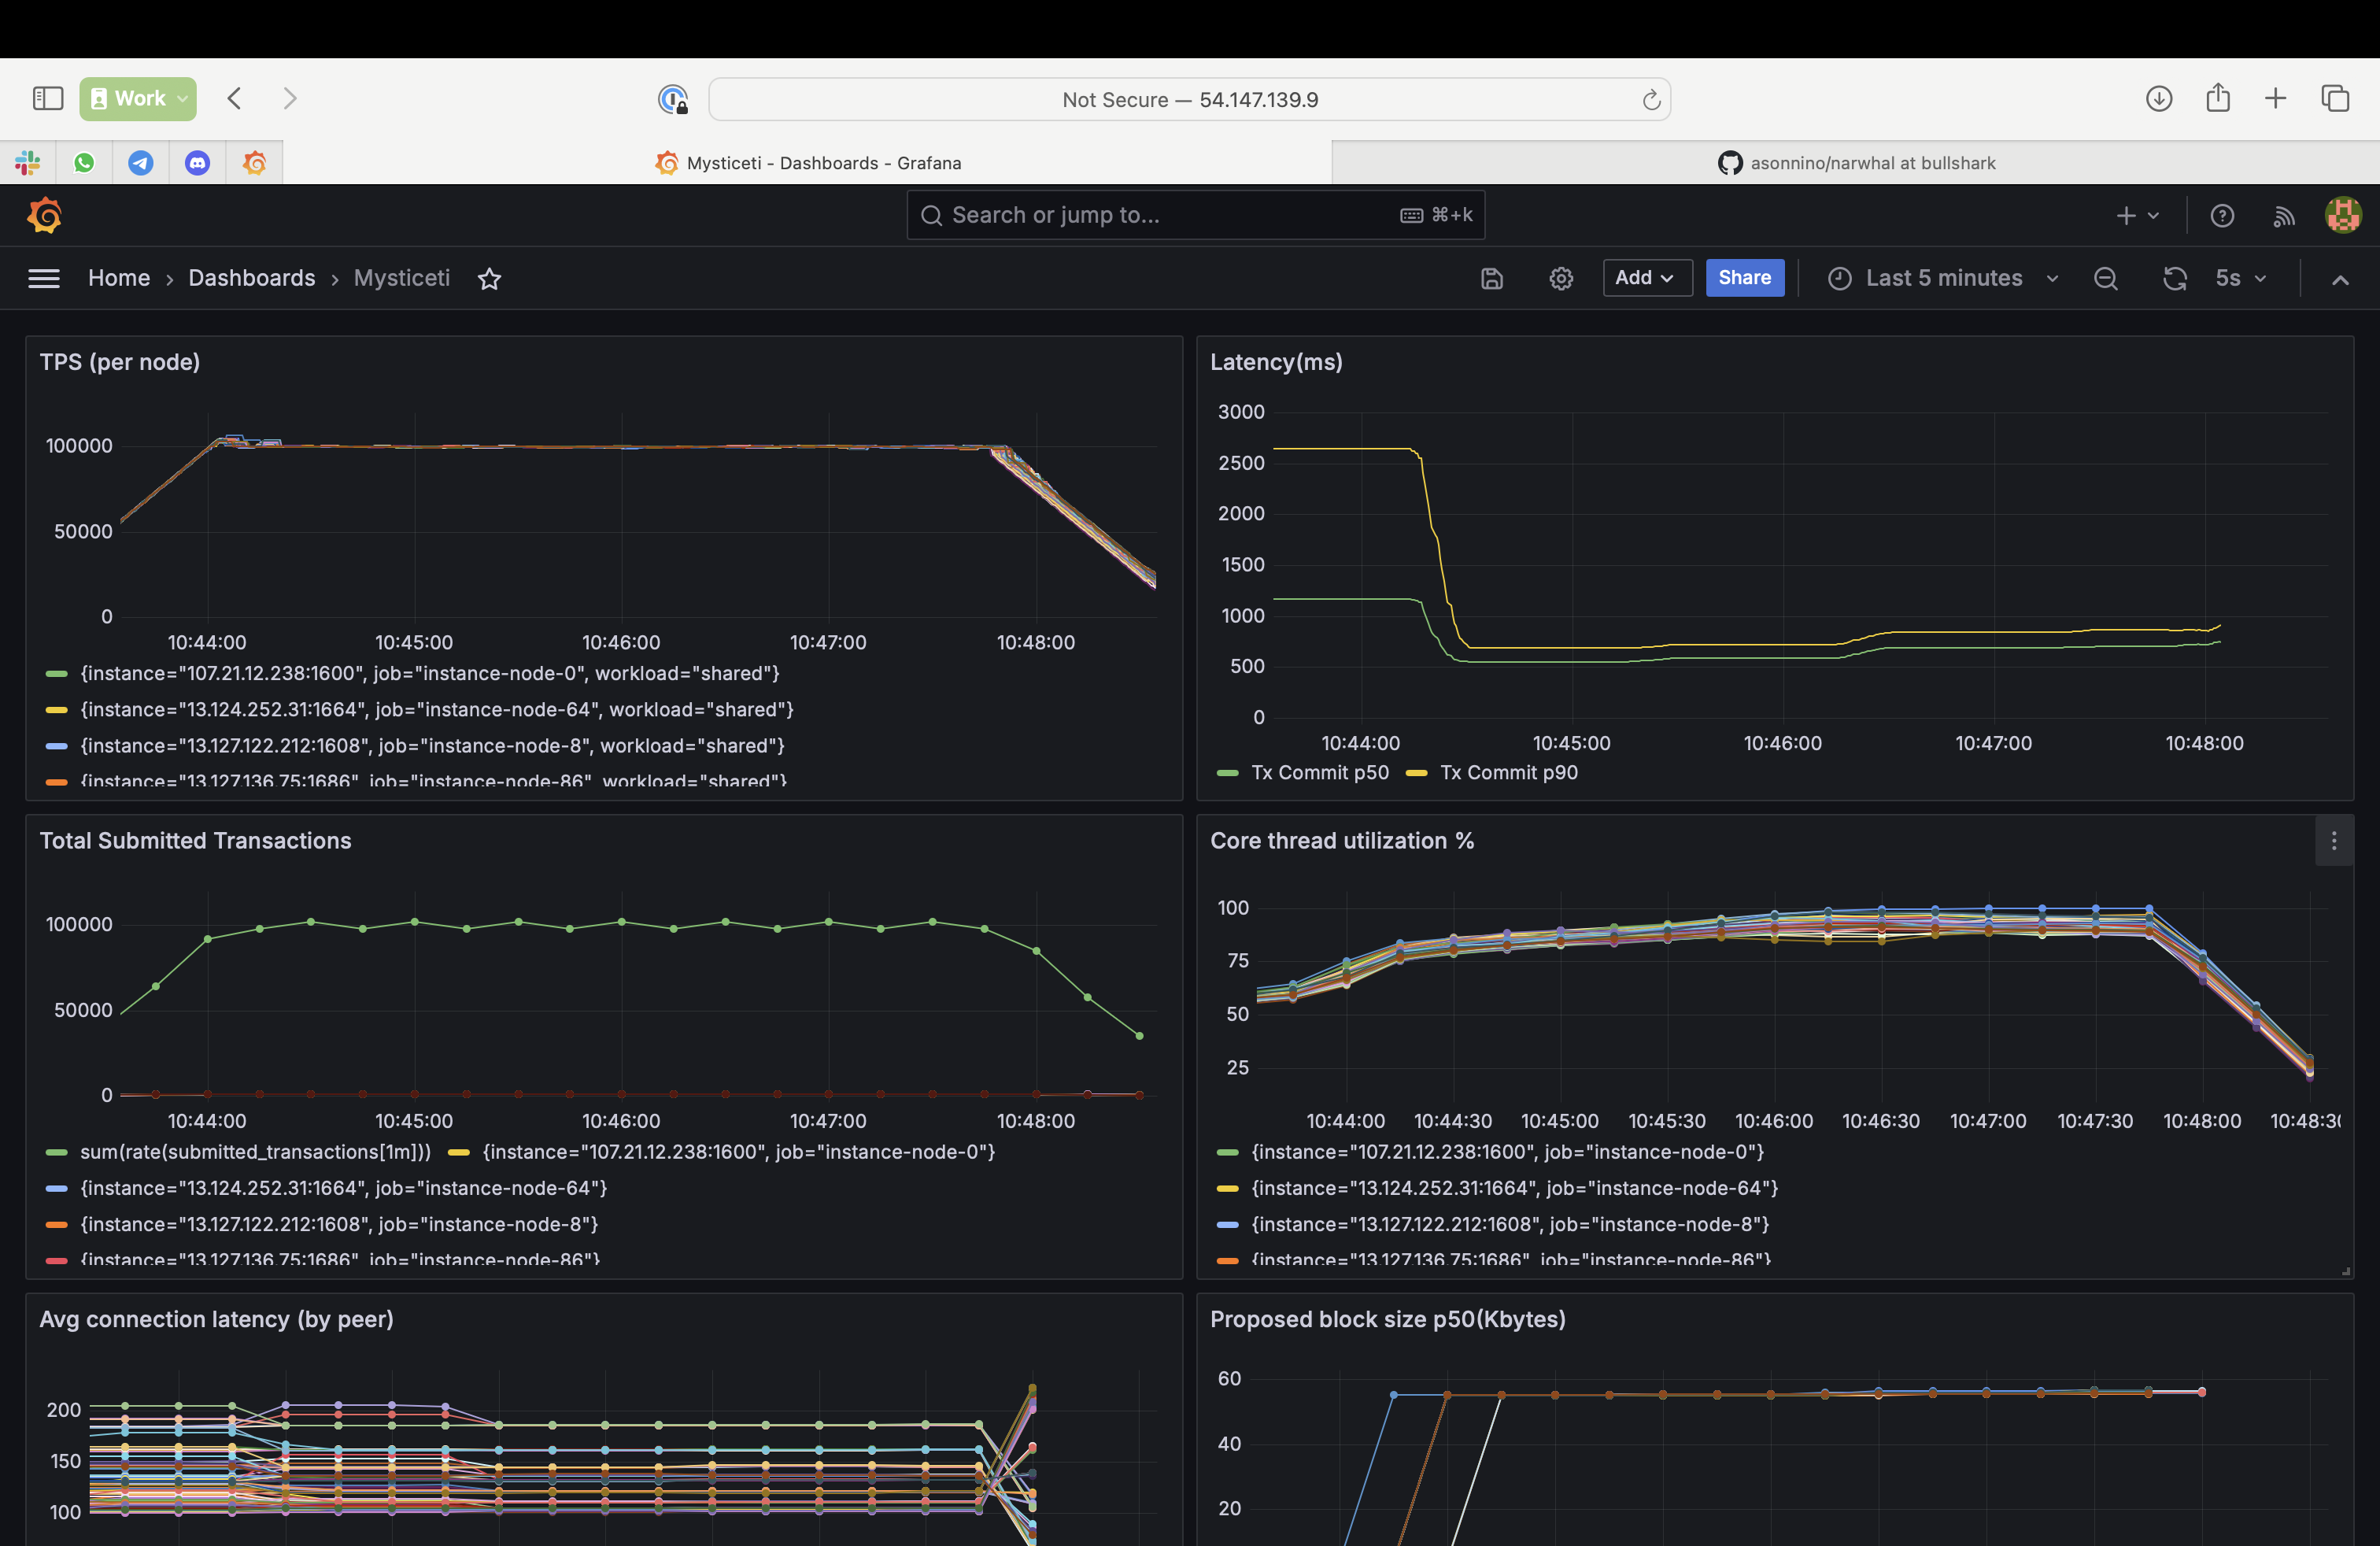 Work
Not Secure — 54.147.139.9
Mysticeti - Dashboards - Grafana
asonnino/narwhal at bullshark
Search or jump to...
⌘+k
Home › Dashboards › Mysticeti
Add
Share
Last 5 minutes
5s
TPS (per node)
100000
50000
0
10:44:00 10:45:00 10:46:00 10:47:00 10:48:00
{instance="107.21.12.238:1600", job="instance-node-0", workload="shared"}
{instance="13.124.252.31:1664", job="instance-node-64", workload="shared"}
{instance="13.127.122.212:1608", job="instance-node-8", workload="shared"}
{instance="13.127.136.75:1686", job="instance-node-86", workload="shared"}
Latency(ms)
3000
2500
2000
1500
1000
500
0
10:44:00 10:45:00 10:46:00 10:47:00 10:48:00
Tx Commit p50 Tx Commit p90
Total Submitted Transactions
100000
50000
0
10:44:00 10:45:00 10:46:00 10:47:00 10:48:00
sum(rate(submitted_transactions[1m])) {instance="107.21.12.238:1600", job="instance-node-0"}
{instance="13.124.252.31:1664", job="instance-node-64"}
{instance="13.127.122.212:1608", job="instance-node-8"}
{instance="13.127.136.75:1686", job="instance-node-86"}
Core thread utilization %
100
75
50
25
10:44:00 10:44:30 10:45:00 10:45:30 10:46:00 10:46:30 10:47:00 10:47:30 10:48:00 10:48:30
{instance="107.21.12.238:1600", job="instance-node-0"}
{instance="13.124.252.31:1664", job="instance-node-64"}
{instance="13.127.122.212:1608", job="instance-node-8"}
{instance="13.127.136.75:1686", job="instance-node-86"}
Avg connection latency (by peer)
200
150
100
Proposed block size p50(Kbytes)
60
40
20